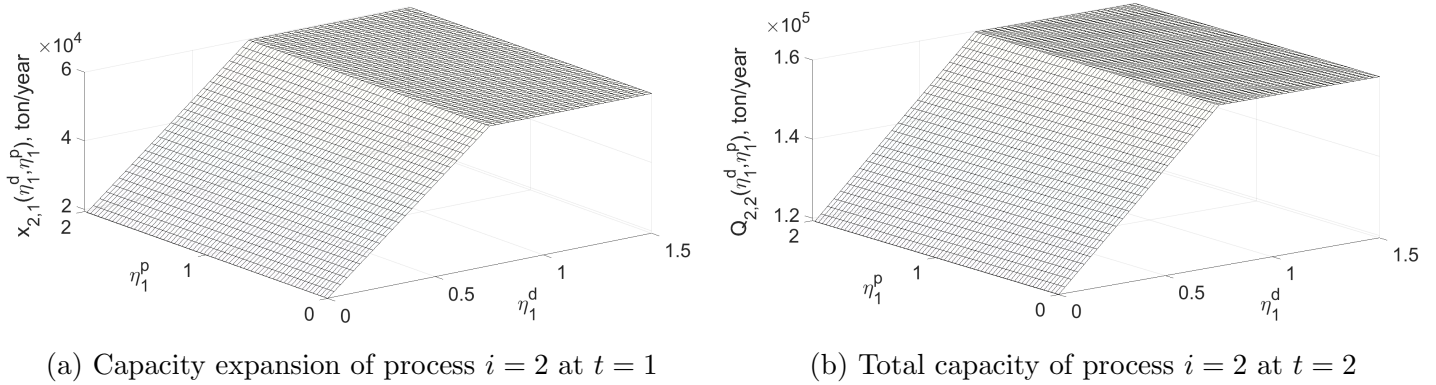 ×10⁴
6
4
2
2
1
0
0
0.5
1
1.5
x₂,₁(η₁ᵈ,η₁ᵖ), ton/year
η₁ᵖ
η₁ᵈ
×10⁵
1.6
1.4
1.2
2
1
0
0
0.5
1
1.5
Q₂,₂(η₁ᵈ,η₁ᵖ), ton/year
η₁ᵖ
η₁ᵈ
(a) Capacity expansion of process i = 2 at t = 1
(b) Total capacity of process i = 2 at t = 2